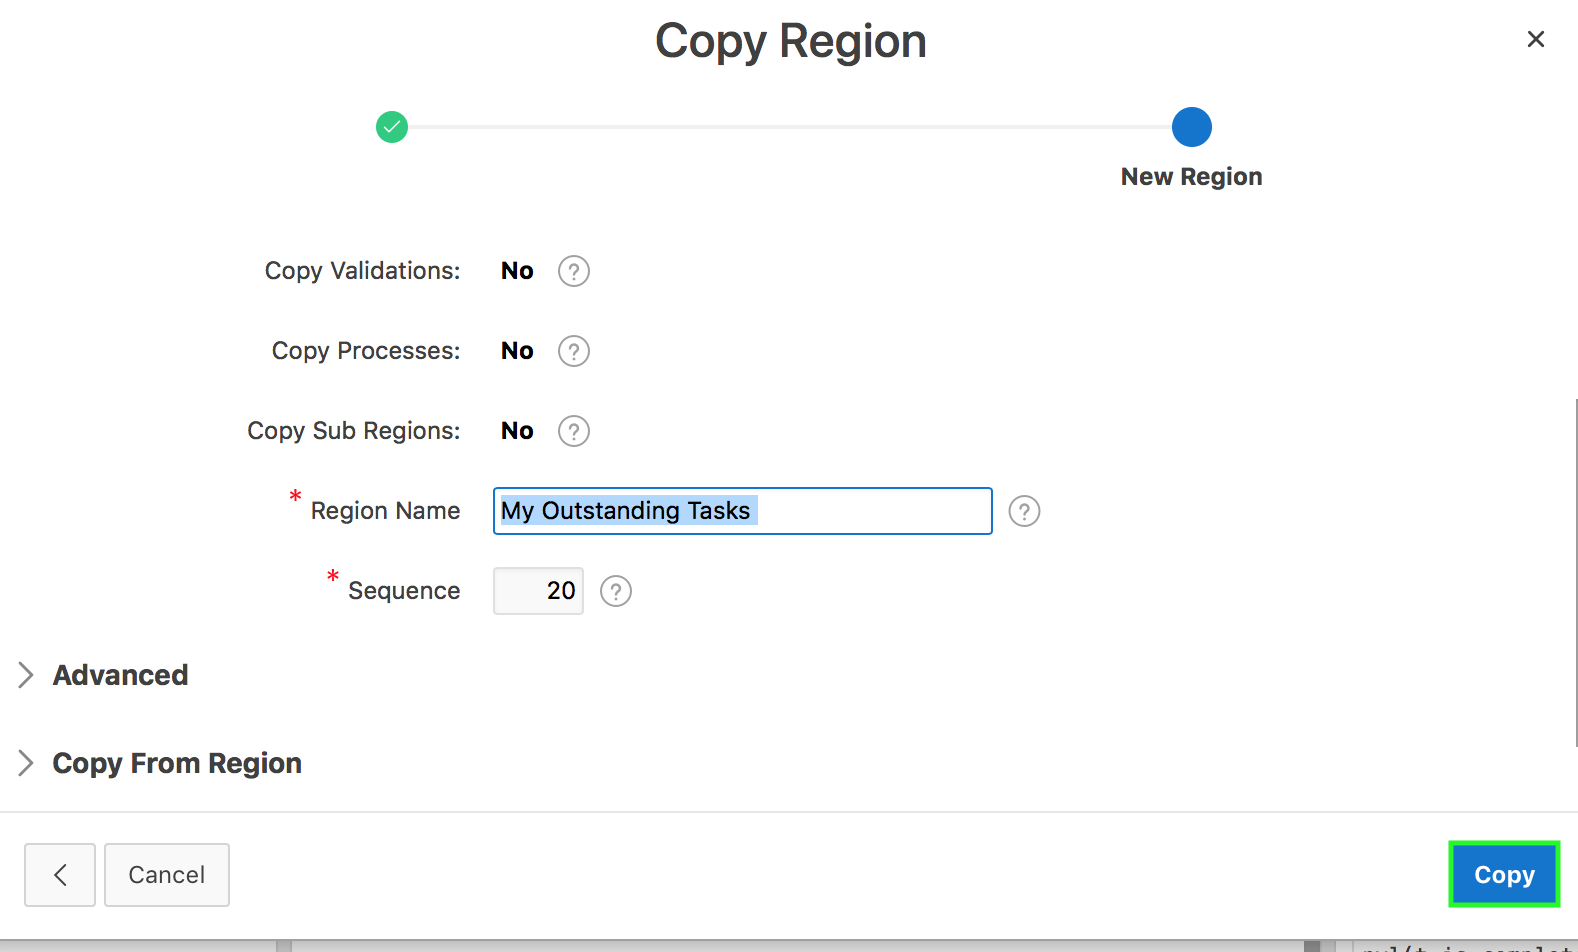 Copy Region
New Region
Copy Validations: No
Copy Processes: No
Copy Sub Regions: No
* Region Name My Outstanding Tasks
* Sequence 20
Advanced
Copy From Region
Cancel
Copy